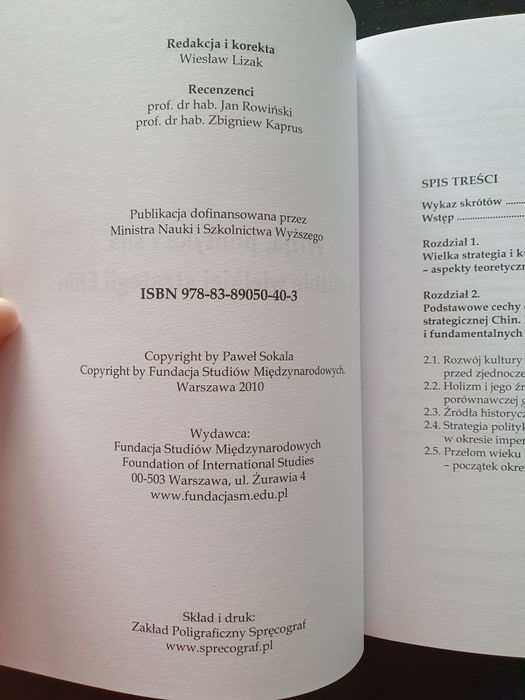 Redakcja i korekta
Wiesław Lizak
Recenzenci
prof. dr hab. Jan Rowiński
prof. dr hab. Zbigniew Kaprus
Publikacja dofinansowana przez
Ministra Nauki i Szkolnictwa Wyższego
ISBN 978-83-89050-40-3
Copyright by Paweł Sokala
Copyright by Fundacja Studiów Międzynarodowych,
Warszawa 2010
Wydawca:
Fundacja Studiów Międzynarodowych
Foundation of International Studies
00-503 Warszawa, ul. Żurawia 4
www.fundacjasm.edu.pl
Skład i druk:
Zakład Poligraficzny Spręcograf
www.sprecograf.pl
SPIS TREŚCI
Wykaz skrótów ........
Wstęp ....................
Rozdział 1.
Wielka strategia i k
– aspekty teoretyczn
Rozdział 2.
Podstawowe cechy
strategicznej Chin.
i fundamentalnych
2.1. Rozwój kultury
przed zjednocze
2.2. Holizm i jego źr
porównawczej g
2.3. Źródła historycz
2.4. Strategia polityk
w okresie imper
2.5. Przełom wieku
– początek okre